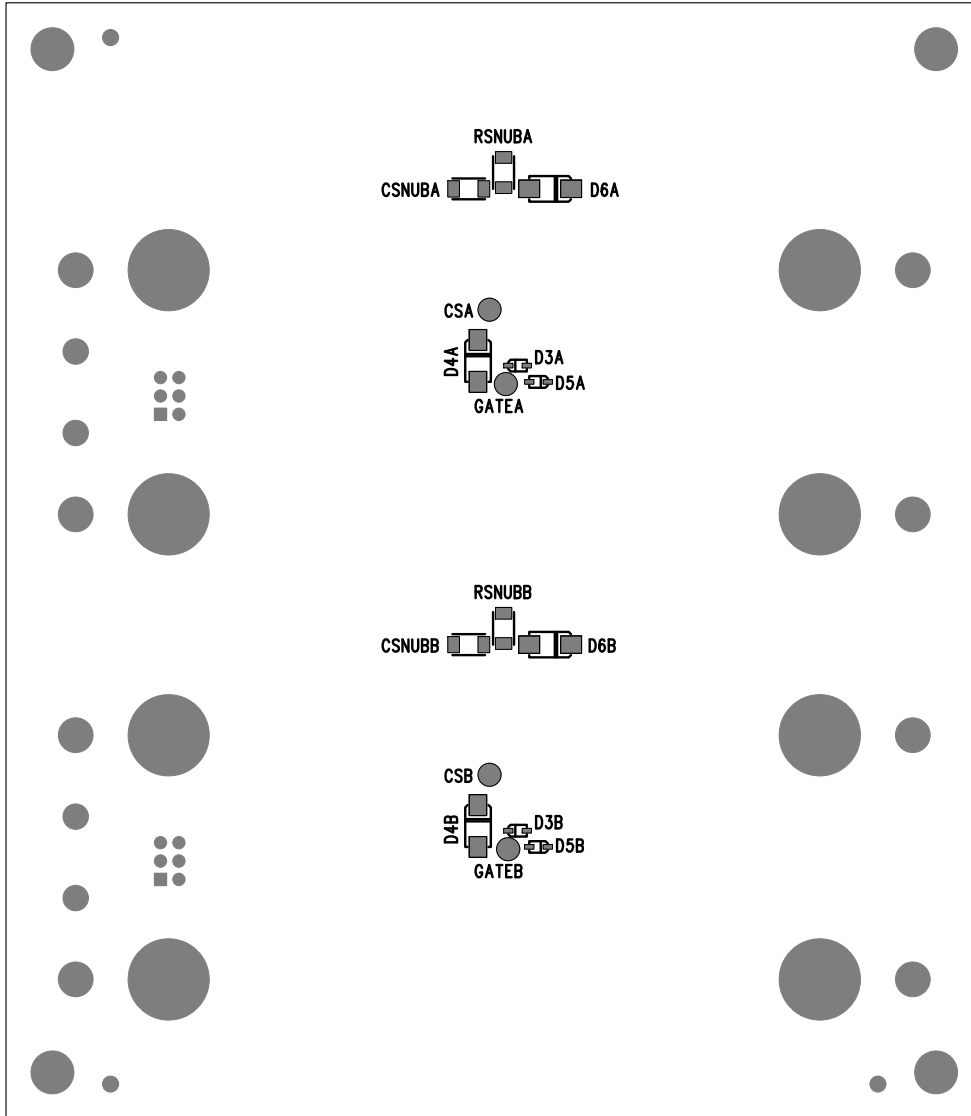 RSNUBA
CSNUBA
D6A
CSA
D4A
D3A
D5A
GATEA
RSNUBB
CSNUBB
D6B
CSB
D4B
D3B
D5B
GATEB